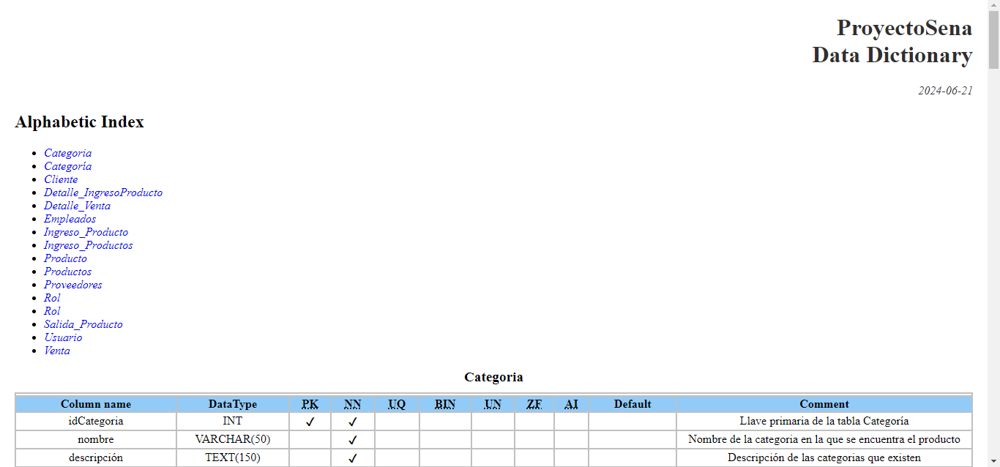 ProyectoSena
Data Dictionary
2024-06-21
Alphabetic Index
Categoria
Categoría
Cliente
Detalle_IngresoProducto
Detalle_Venta
Empleados
Ingreso_Producto
Ingreso_Productos
Producto
Productos
Proveedores
Rol
Rol
Salida_Producto
Usuario
Venta
Categoria
Column name DataType PK NN UQ BIN UN ZF AI Default Comment
idCategoria INT ✓ ✓ Llave primaria de la tabla Categoría
nombre VARCHAR(50) ✓ Nombre de la categoria en la que se encuentra el producto
descripción TEXT(150) ✓ Descripción de las categorias que existen